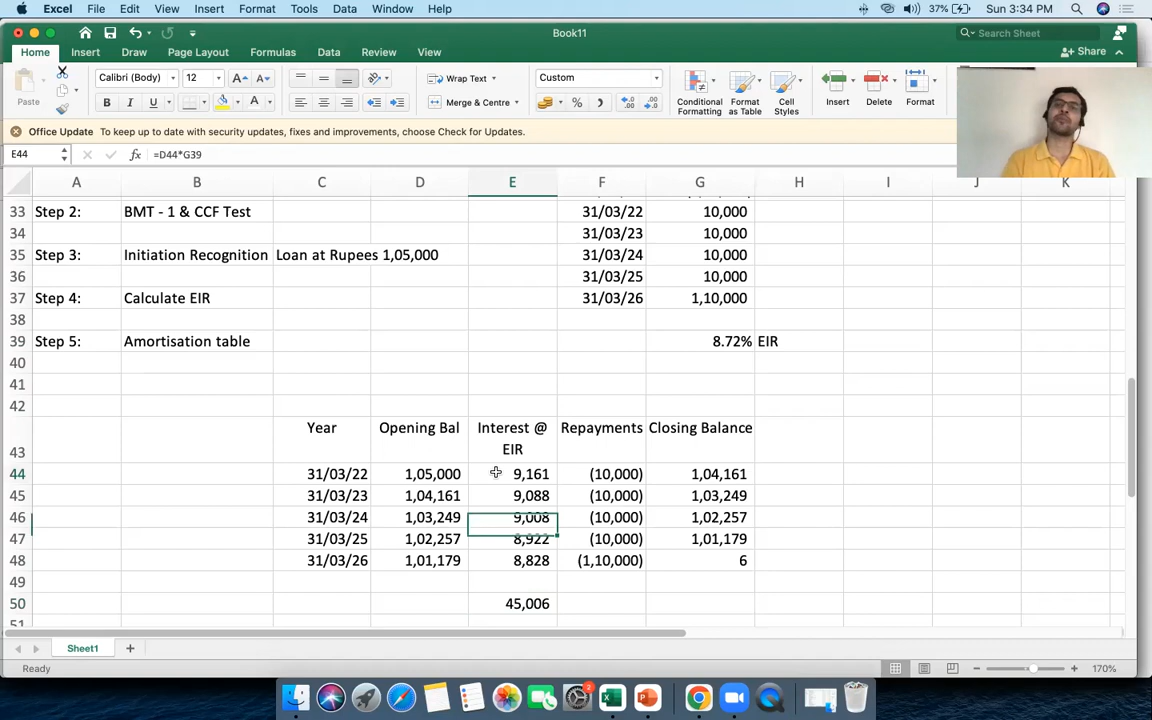 Excel File Edit View Insert Format Tools Data Window Help 37% Sun 3:34 PM
Book11
Search Sheet
Home Insert Draw Page Layout Formulas Data Review View Share
Paste Calibri (Body) 12 A A Wrap Text Custom Conditional Formatting Format as Table Cell Styles Insert Delete Format
B I U A Merge & Centre %
Office Update To keep up to date with security updates, fixes and improvements, choose Check for Updates.
E44 fx =D44*G39
A B C D E F G H I J K
33 Step 2: BMT - 1 & CCF Test 31/03/22 10,000
34 31/03/23 10,000
35 Step 3: Initiation Recognition Loan at Rupees 1,05,000 31/03/24 10,000
36 31/03/25 10,000
37 Step 4: Calculate EIR 31/03/26 1,10,000
38
39 Step 5: Amortisation table 8.72% EIR
40
41
42
43 Year Opening Bal Interest @ EIR Repayments Closing Balance
44 31/03/22 1,05,000 9,161 (10,000) 1,04,161
45 31/03/23 1,04,161 9,088 (10,000) 1,03,249
46 31/03/24 1,03,249 9,008 (10,000) 1,02,257
47 31/03/25 1,02,257 8,922 (10,000) 1,01,179
48 31/03/26 1,01,179 8,828 (1,10,000) 6
49
50 45,006
51
Sheet1
Ready 170%